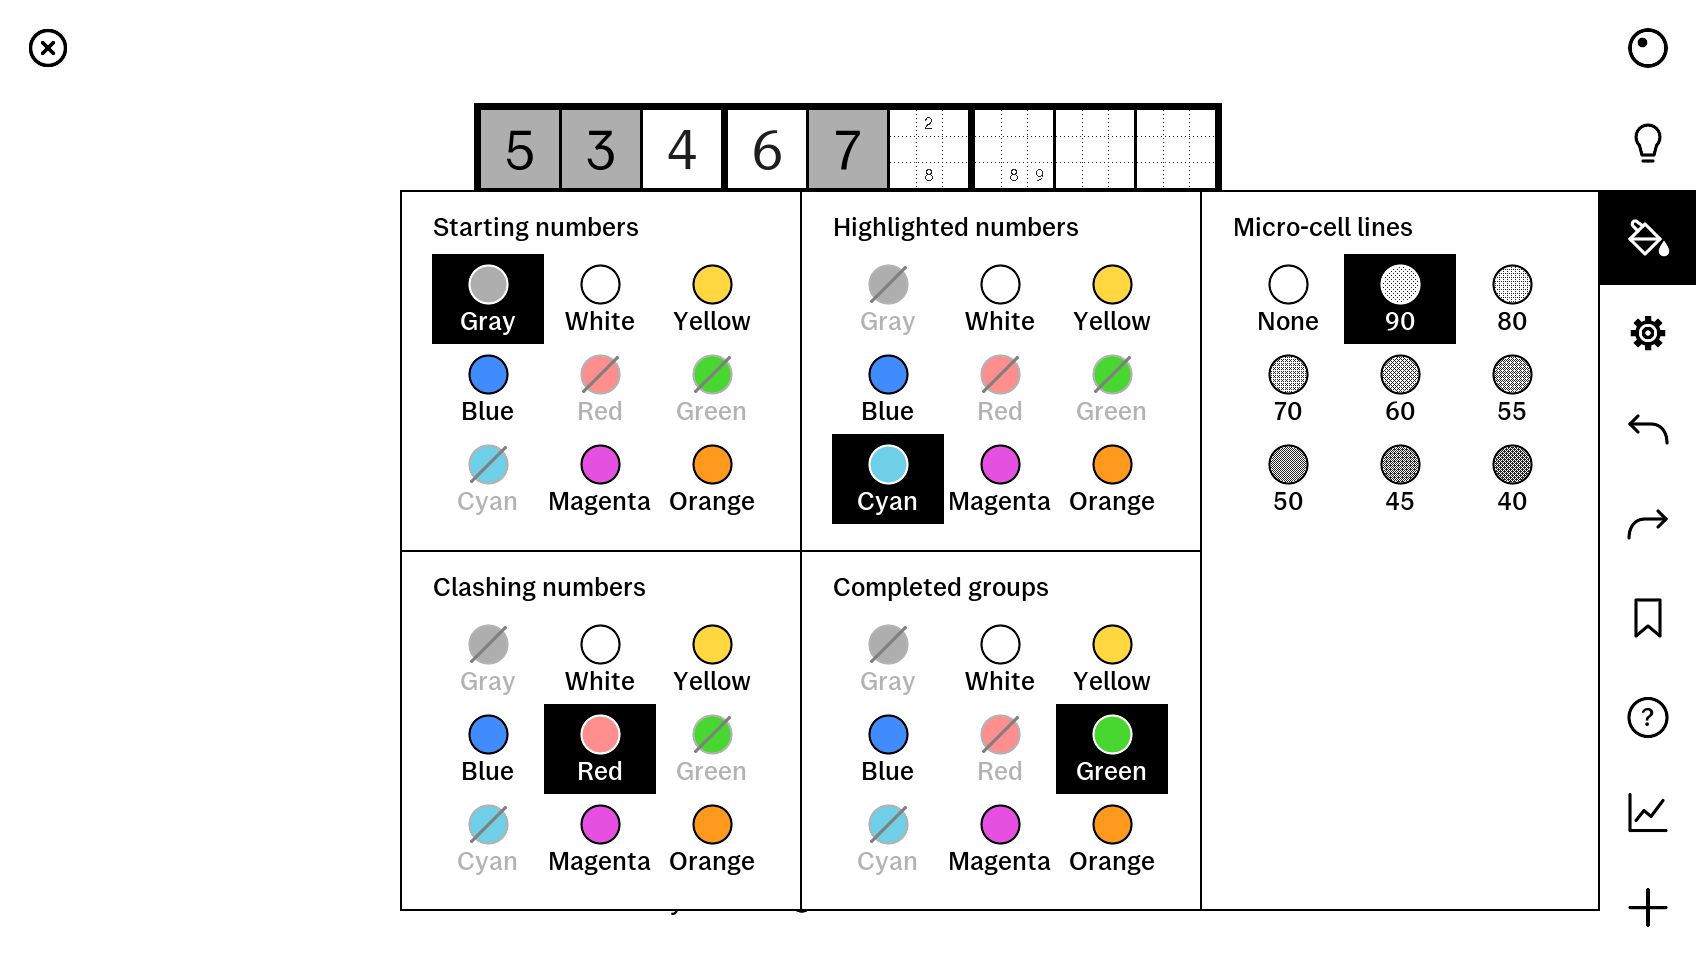 5 3 4 6 7
2
8
8 9
Starting numbers
Gray White Yellow
Blue Red Green
Cyan Magenta Orange
Highlighted numbers
Gray White Yellow
Blue Red Green
Cyan Magenta Orange
Micro-cell lines
None 90 80
70 60 55
50 45 40
Clashing numbers
Gray White Yellow
Blue Red Green
Cyan Magenta Orange
Completed groups
Gray White Yellow
Blue Red Green
Cyan Magenta Orange
?